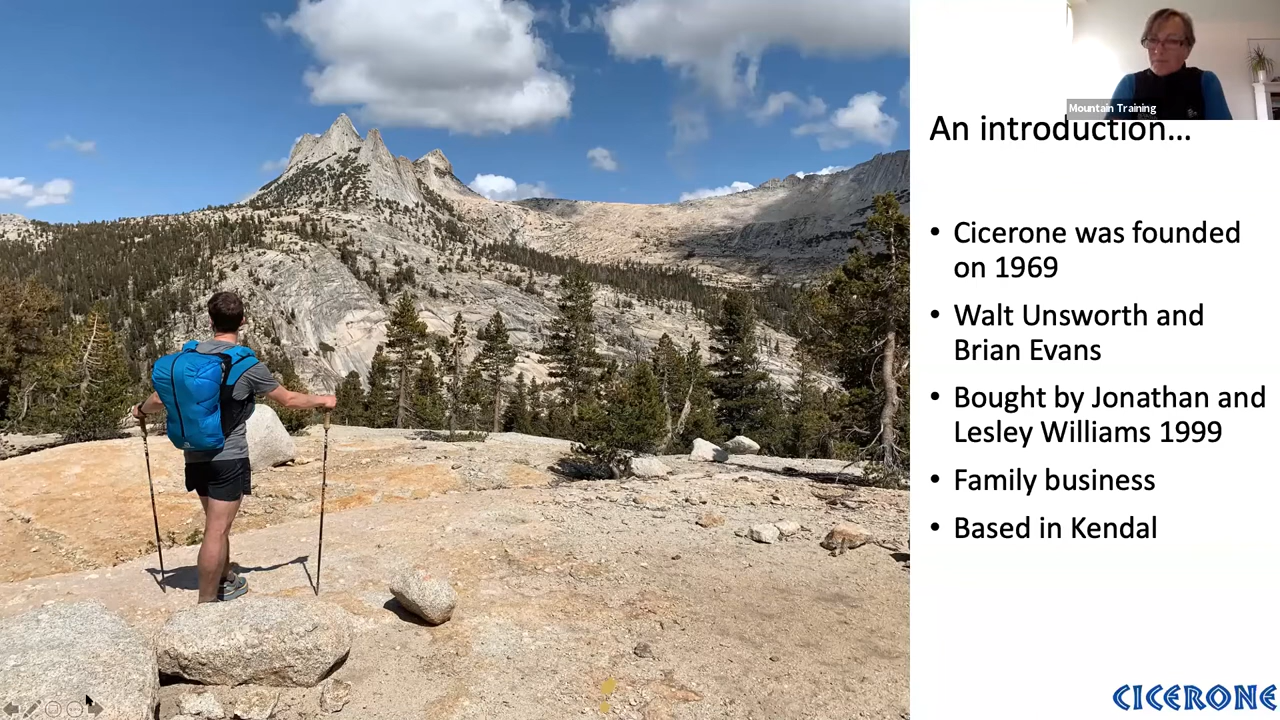 Mountain Training
An introduction...
• Cicerone was founded
on 1969
• Walt Unsworth and
Brian Evans
• Bought by Jonathan and
Lesley Williams 1999
• Family business
• Based in Kendal
CICERONE